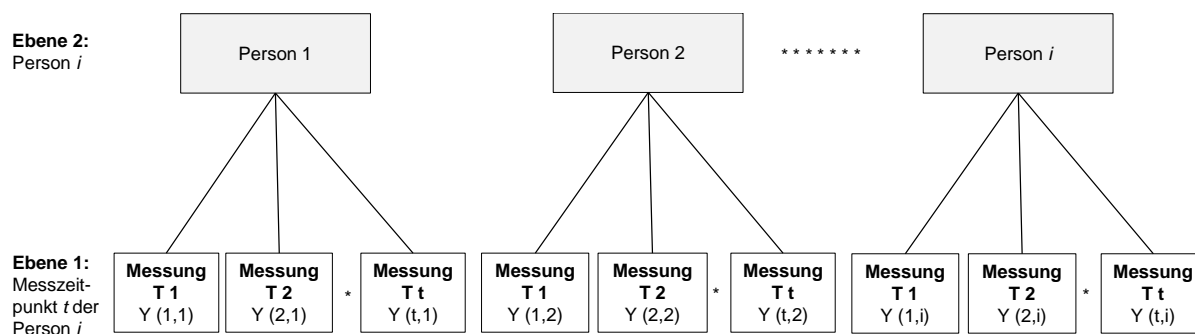 Ebene 2:
Person i
Person 1
Person 2
* * * * * * *
Person i
Ebene 1:
Messzeit-
punkt t der
Person i
Messung
T 1
Y (1,1)
Messung
T 2
Y (2,1)
*
Messung
T t
Y (t,1)
Messung
T 1
Y (1,2)
Messung
T 2
Y (2,2)
*
Messung
T t
Y (t,2)
Messung
T 1
Y (1,i)
Messung
T 2
Y (2,i)
*
Messung
T t
Y (t,i)